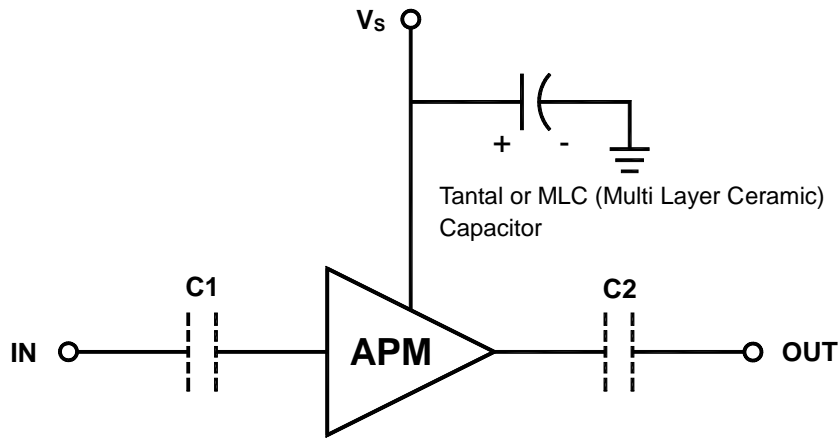 Vs
+ -
Tantal or MLC (Multi Layer Ceramic)
Capacitor
C1
C2
IN
APM
OUT